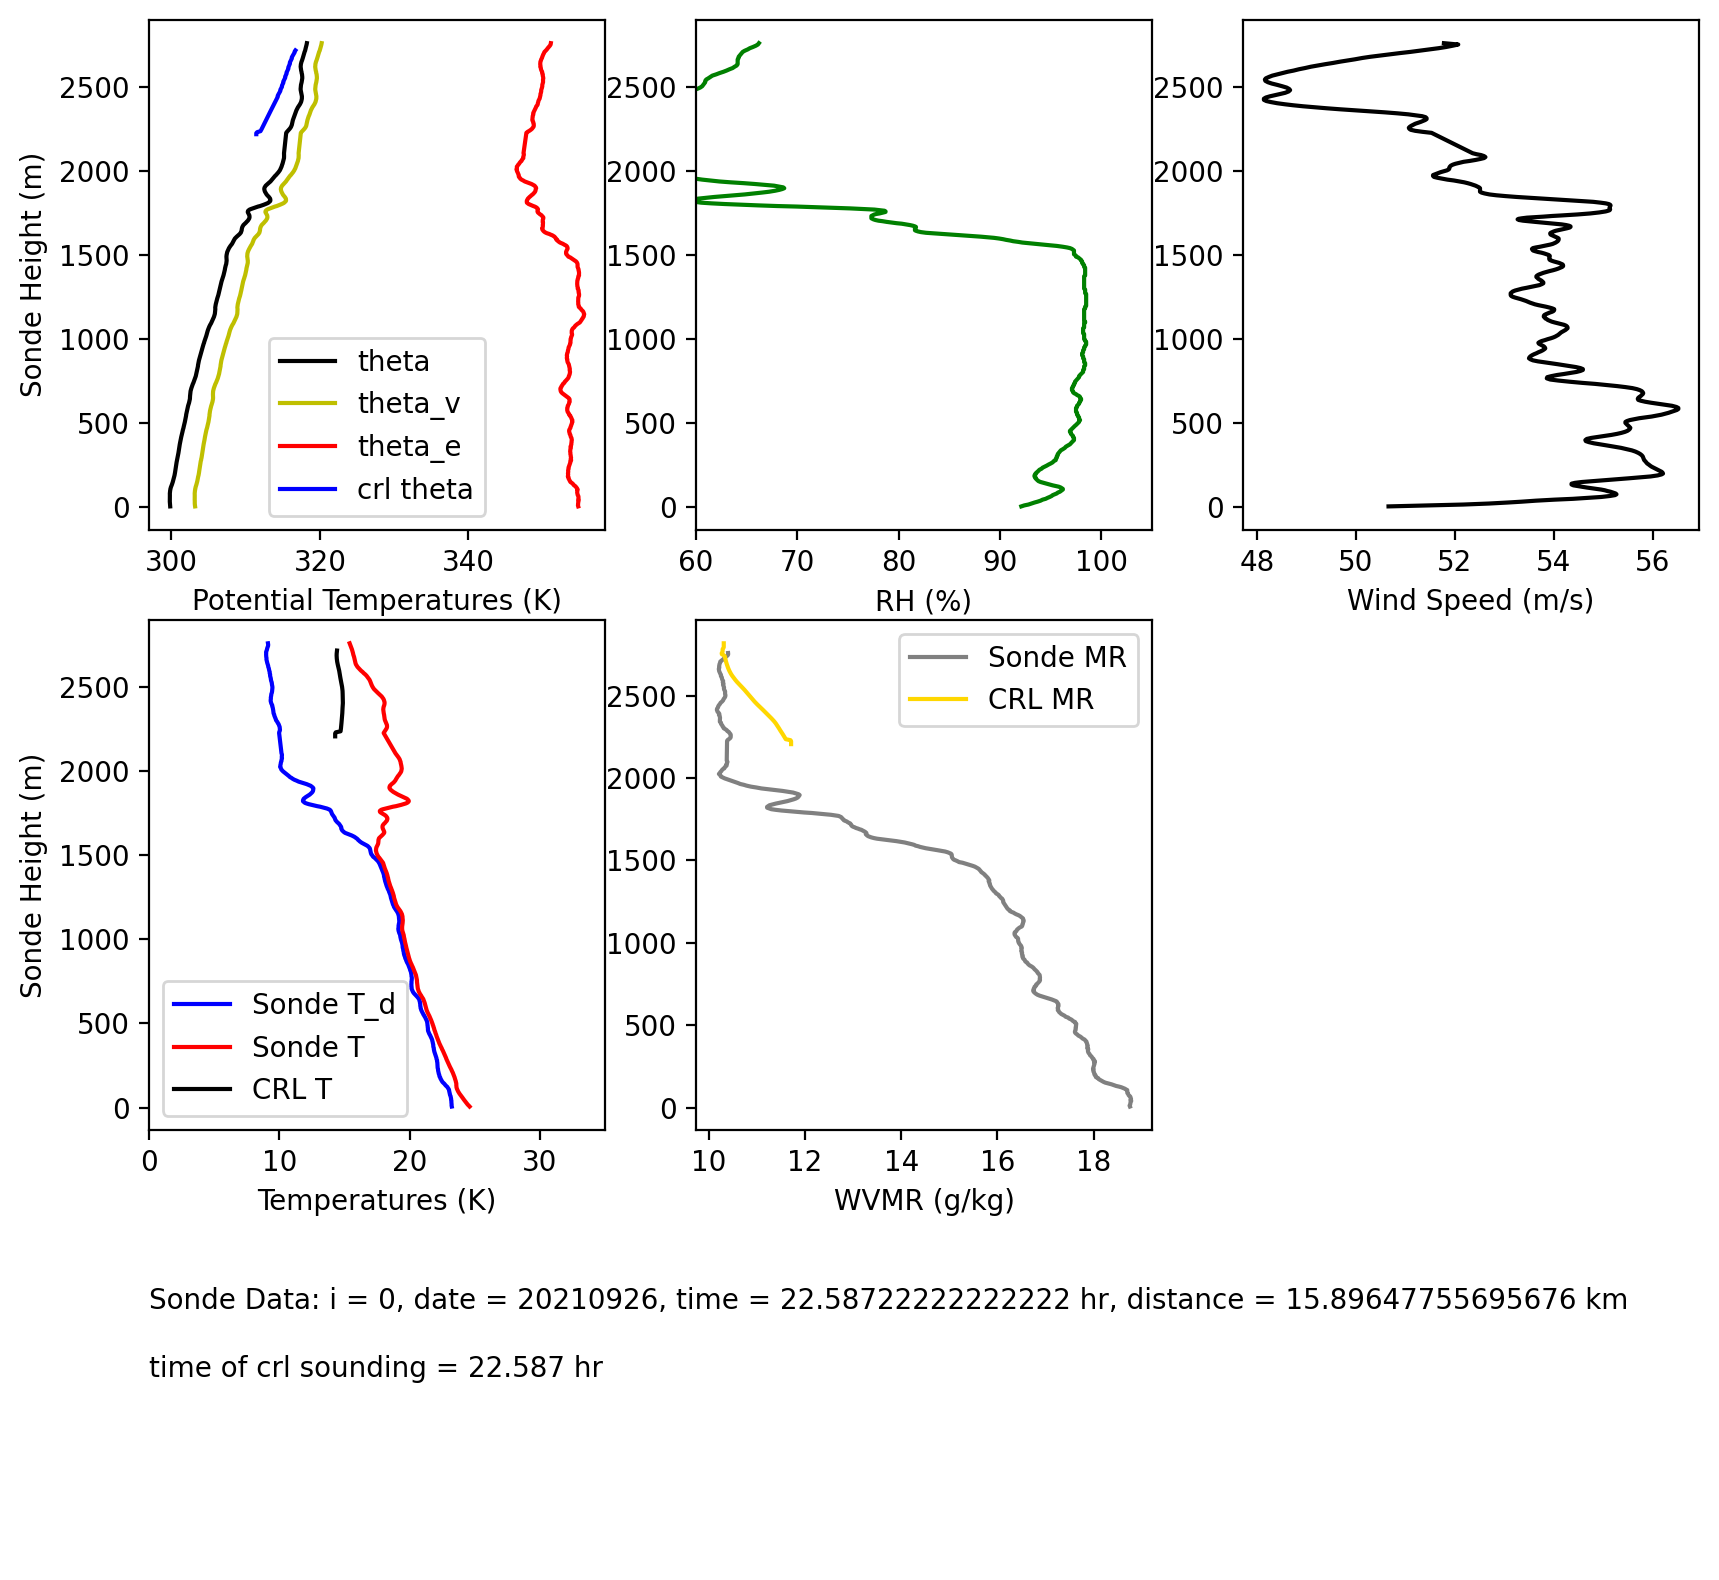 Sonde Height (m)
2500
2000
1500
1000
500
0
300 320 340
Potential Temperatures (K)
theta
theta_v
theta_e
crl theta
2500
2000
1500
1000
500
0
60 70 80 90 100
RH (%)
2500
2000
1500
1000
500
0
48 50 52 54 56
Wind Speed (m/s)
Sonde Height (m)
2500
2000
1500
1000
500
0
0 10 20 30
Temperatures (K)
Sonde T_d
Sonde T
CRL T
2500
2000
1500
1000
500
0
10 12 14 16 18
WVMR (g/kg)
Sonde MR
CRL MR
Sonde Data: i = 0, date = 20210926, time = 22.58722222222222 hr, distance = 15.89647755695676 km
time of crl sounding = 22.587 hr